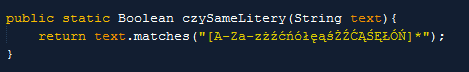 public static Boolean czySameLitery(String text){
return text.matches("[A-Za-zżźćńółęąśŻŹĆĄŚĘŁÓŃ]*");
}